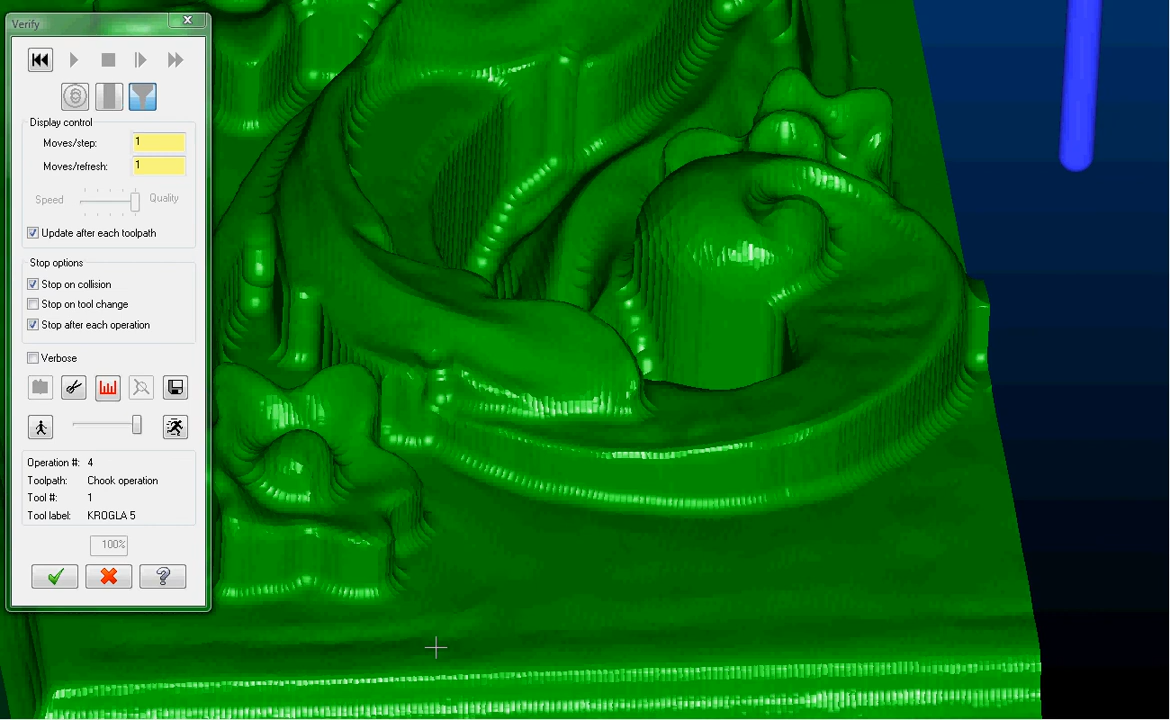 Verify
Display control
Moves/step: 1
Moves/refresh: 1
Speed Quality
Update after each toolpath
Stop options
Stop on collision
Stop on tool change
Stop after each operation
Verbose
Operation #: 4
Toolpath: Chook operation
Tool #: 1
Tool label: KROGLA 5
100%